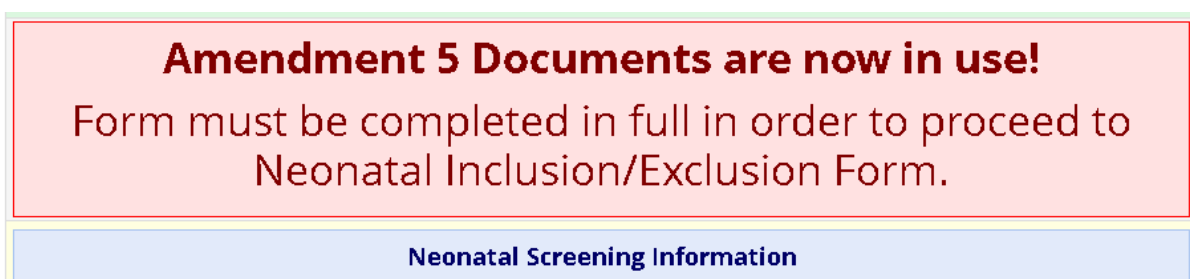 Amendment 5 Documents are now in use!
Form must be completed in full in order to proceed to
Neonatal Inclusion/Exclusion Form.
Neonatal Screening Information